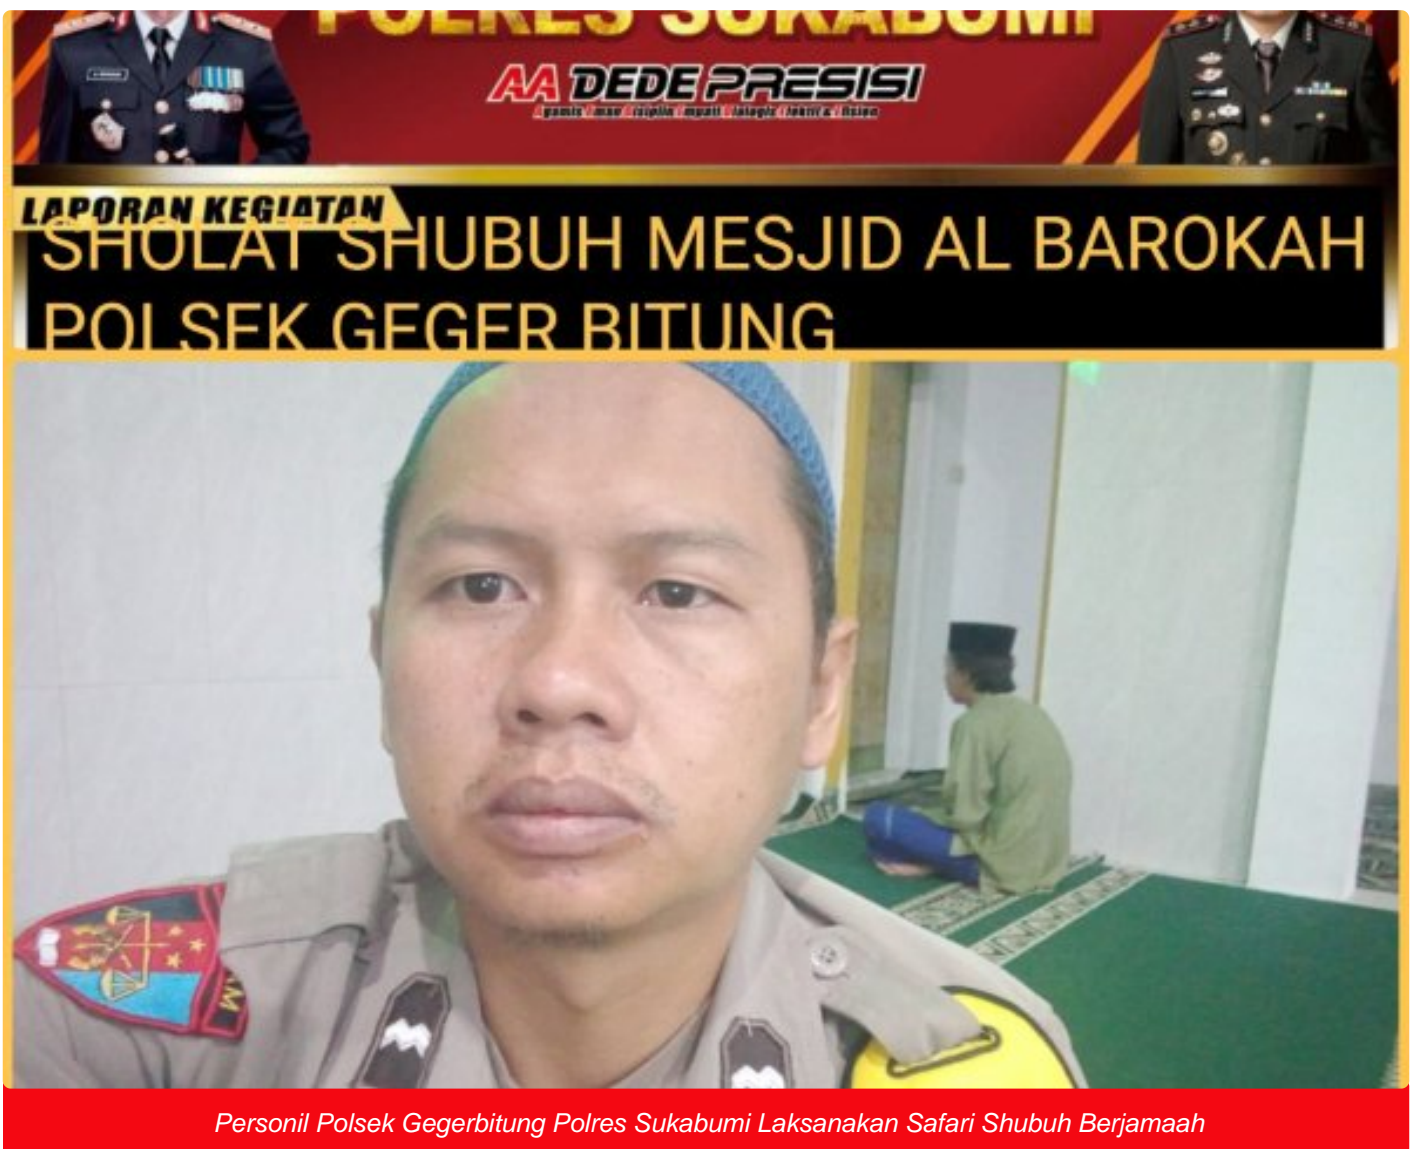 POLRES SUKABUMI
AA DEDE PRESISI
LAPORAN KEGIATAN
SHOLAT SHUBUH MESJID AL BAROKAH
POLSEK GEGER BITUNG
Personil Polsek Gegerbitung Polres Sukabumi Laksanakan Safari Shubuh Berjamaah